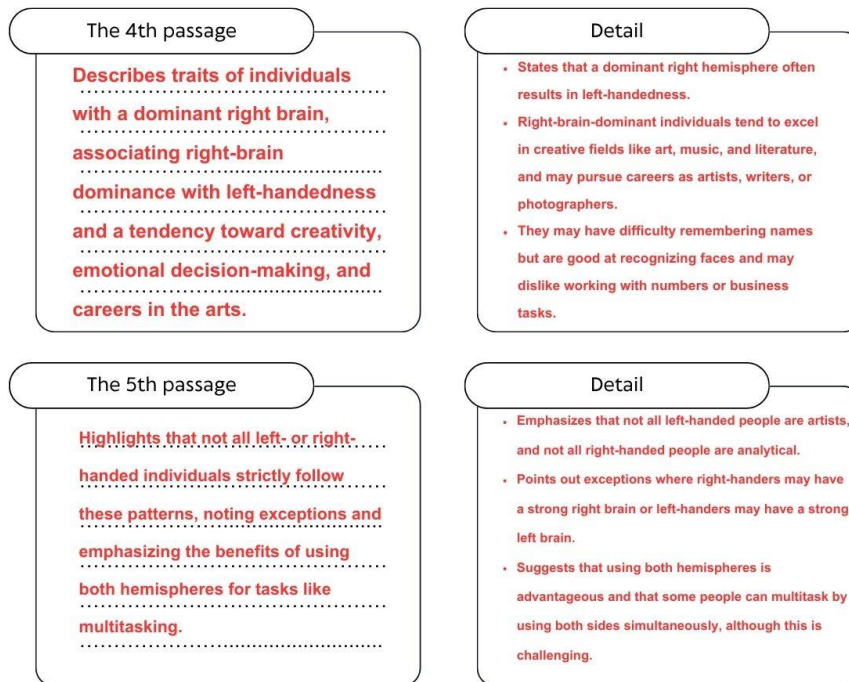 The 4th passage
Describes traits of individuals
with a dominant right brain,
associating right-brain
dominance with left-handedness
and a tendency toward creativity,
emotional decision-making, and
careers in the arts.
Detail
• States that a dominant right hemisphere often
results in left-handedness.
• Right-brain-dominant individuals tend to excel
in creative fields like art, music, and literature,
and may pursue careers as artists, writers, or
photographers.
• They may have difficulty remembering names
but are good at recognizing faces and may
dislike working with numbers or business
tasks.
The 5th passage
Highlights that not all left- or right-
handed individuals strictly follow
these patterns, noting exceptions and
emphasizing the benefits of using
both hemispheres for tasks like
multitasking.
Detail
• Emphasizes that not all left-handed people are artists,
and not all right-handed people are analytical.
• Points out exceptions where right-handers may have
a strong right brain or left-handers may have a strong
left brain.
• Suggests that using both hemispheres is
advantageous and that some people can multitask by
using both sides simultaneously, although this is
challenging.